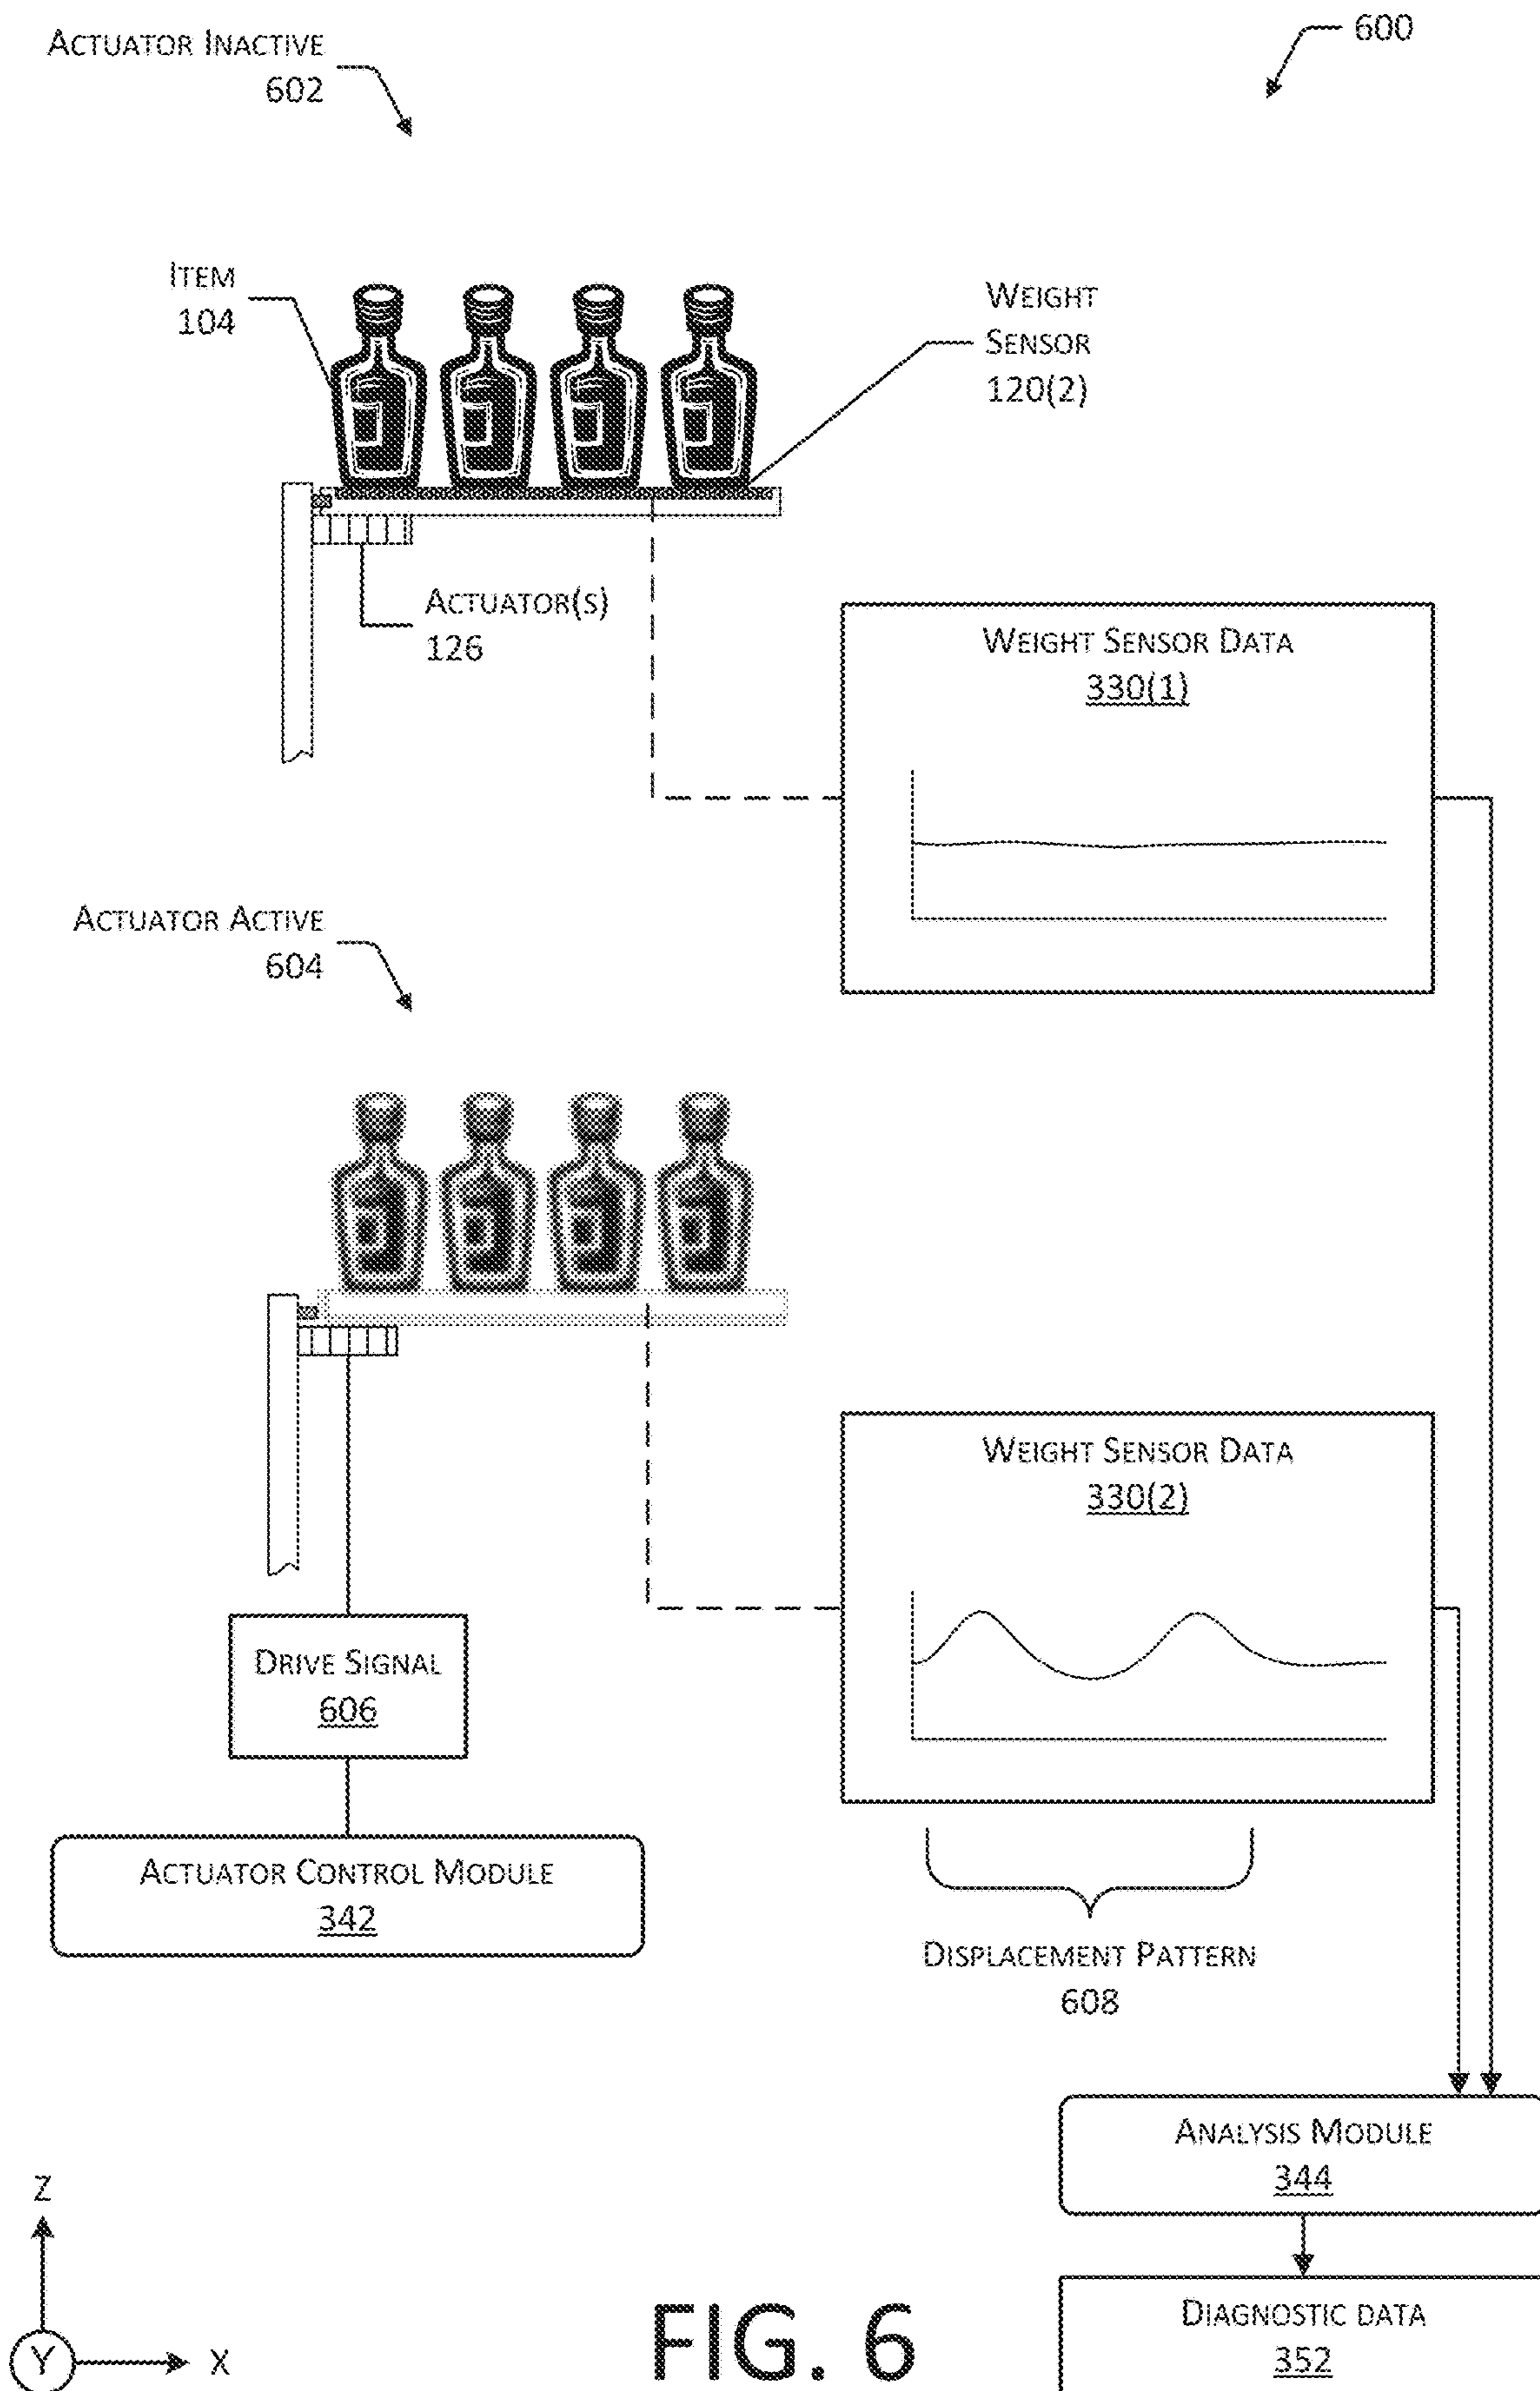 600
ACTUATOR INACTIVE
602
ITEM
104
WEIGHT
SENSOR
120(2)
ACTUATOR(S)
126
WEIGHT SENSOR DATA
330(1)
ACTUATOR ACTIVE
604
WEIGHT SENSOR DATA
330(2)
DRIVE SIGNAL
606
ACTUATOR CONTROL MODULE
342
DISPLACEMENT PATTERN
608
ANALYSIS MODULE
344
DIAGNOSTIC DATA
352
Z
Y
X
FIG. 6